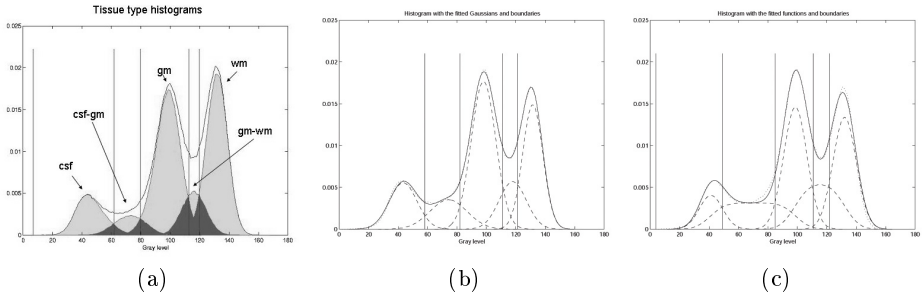 Tissue type histograms
0.025
0.02
0.015
0.01
0.005
0
0 20 40 60 80 100 120 140 160 180
Gray level
csf
csf-gm
gm
wm
gm-wm
(a)
Histogram with the fitted Gaussians and boundaries
0.025
0.02
0.015
0.01
0.005
0
0 20 40 60 80 100 120 140 160 180
Gray level
(b)
Histogram with the fitted functions and boundaries
0.025
0.02
0.015
0.01
0.005
0
0 20 40 60 80 100 120 140 160 180
Gray level
(c)